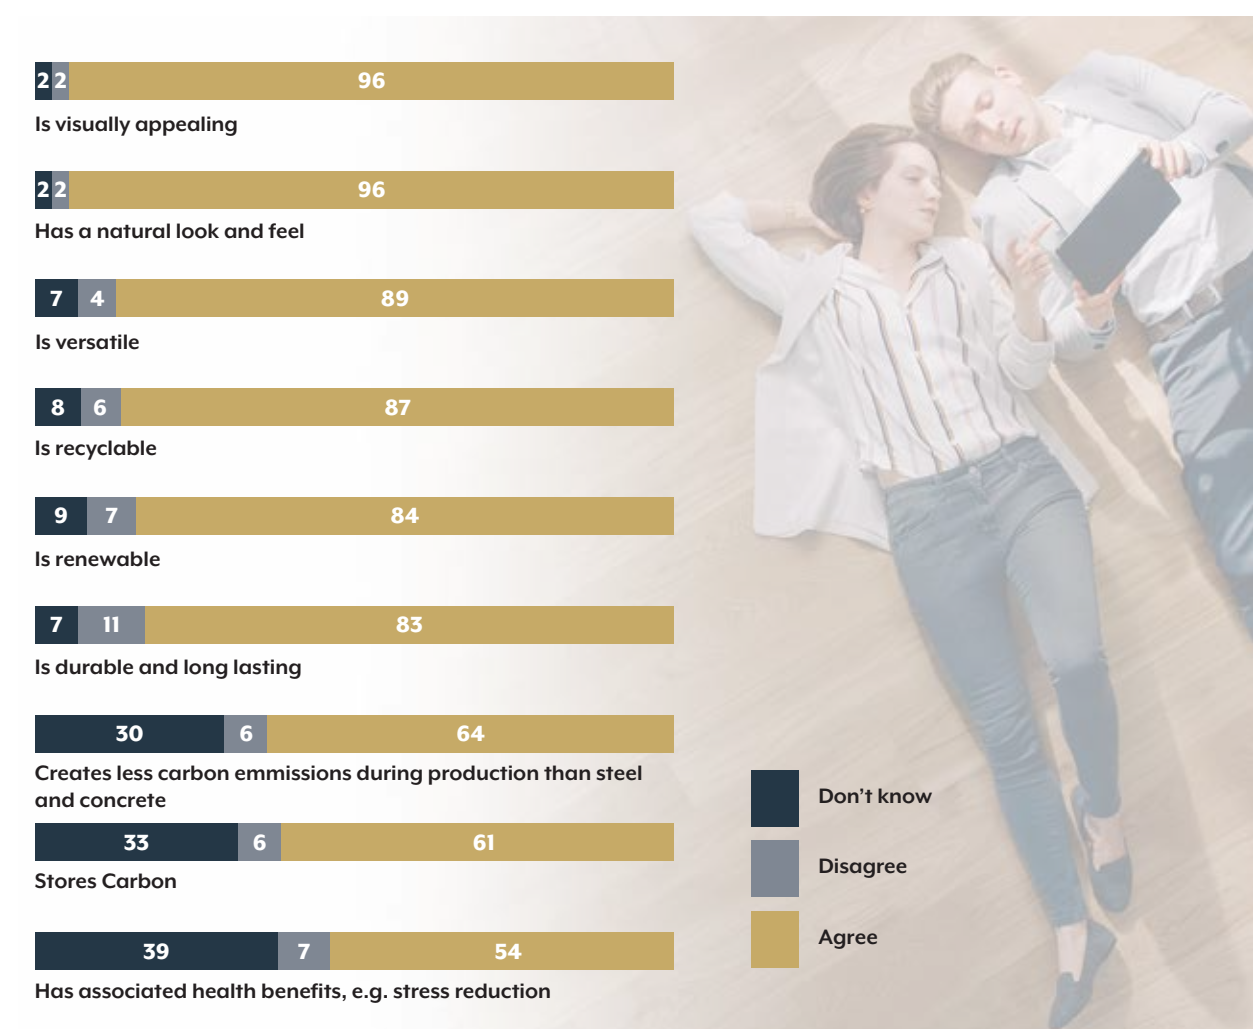 2 2 96
Is visually appealing
2 2 96
Has a natural look and feel
7 4 89
Is versatile
8 6 87
Is recyclable
9 7 84
Is renewable
7 11 83
Is durable and long lasting
30 6 64
Creates less carbon emmissions during production than steel
and concrete
33 6 61
Stores Carbon
39 7 54
Has associated health benefits, e.g. stress reduction
Don't know
Disagree
Agree